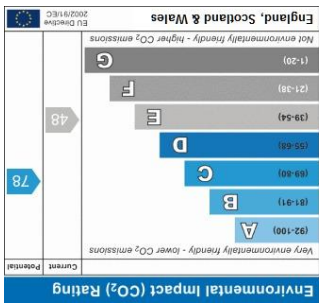 Environmental Impact (CO₂) Rating
Current Potential
Very environmentally friendly - lower CO₂ emissions
(92-100) A
(81-91) B
(69-80) C
(55-68) D
(39-54) E
(21-38) F
(1-20) G
48
78
Not environmentally friendly - higher CO₂ emissions
England, Scotland & Wales
EU Directive
2002/91/EC